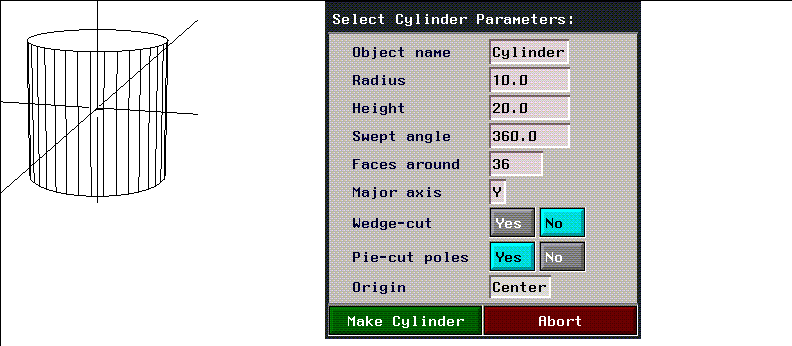 Select Cylinder Parameters:
Object name Cylinder
Radius 10.0
Height 20.0
Swept angle 360.0
Faces around 36
Major axis Y
Wedge-cut Yes No
Pie-cut poles Yes No
Origin Center
Make Cylinder Abort